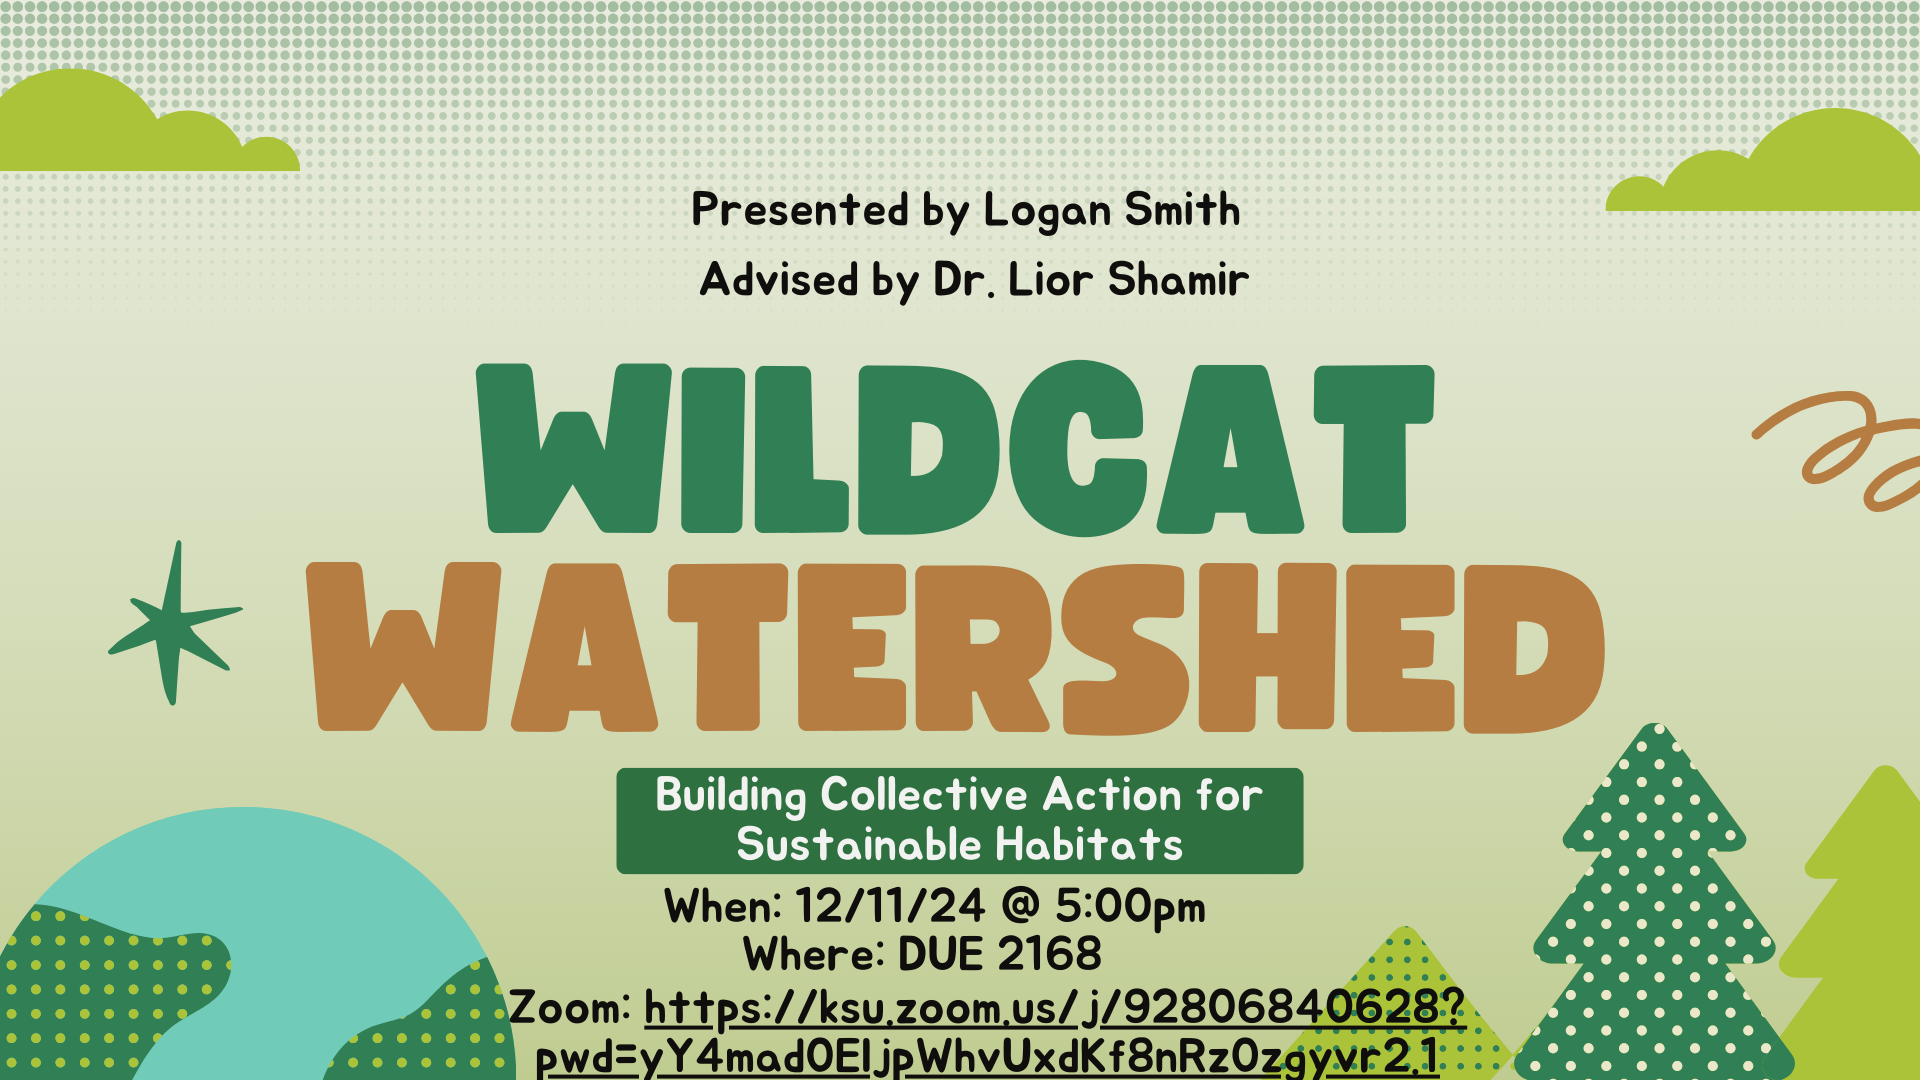 Presented by Logan Smith
Advised by Dr. Lior Shamir
WILDCAT
WATERSHED
Building Collective Action for
Sustainable Habitats
When: 12/11/24 @ 5:00pm
Where: DUE 2168
Zoom: https://ksu.zoom.us/j/92806840628?
pwd=yY4mad0EIjpWhvUxdKf8nRz0zgyvr2.1